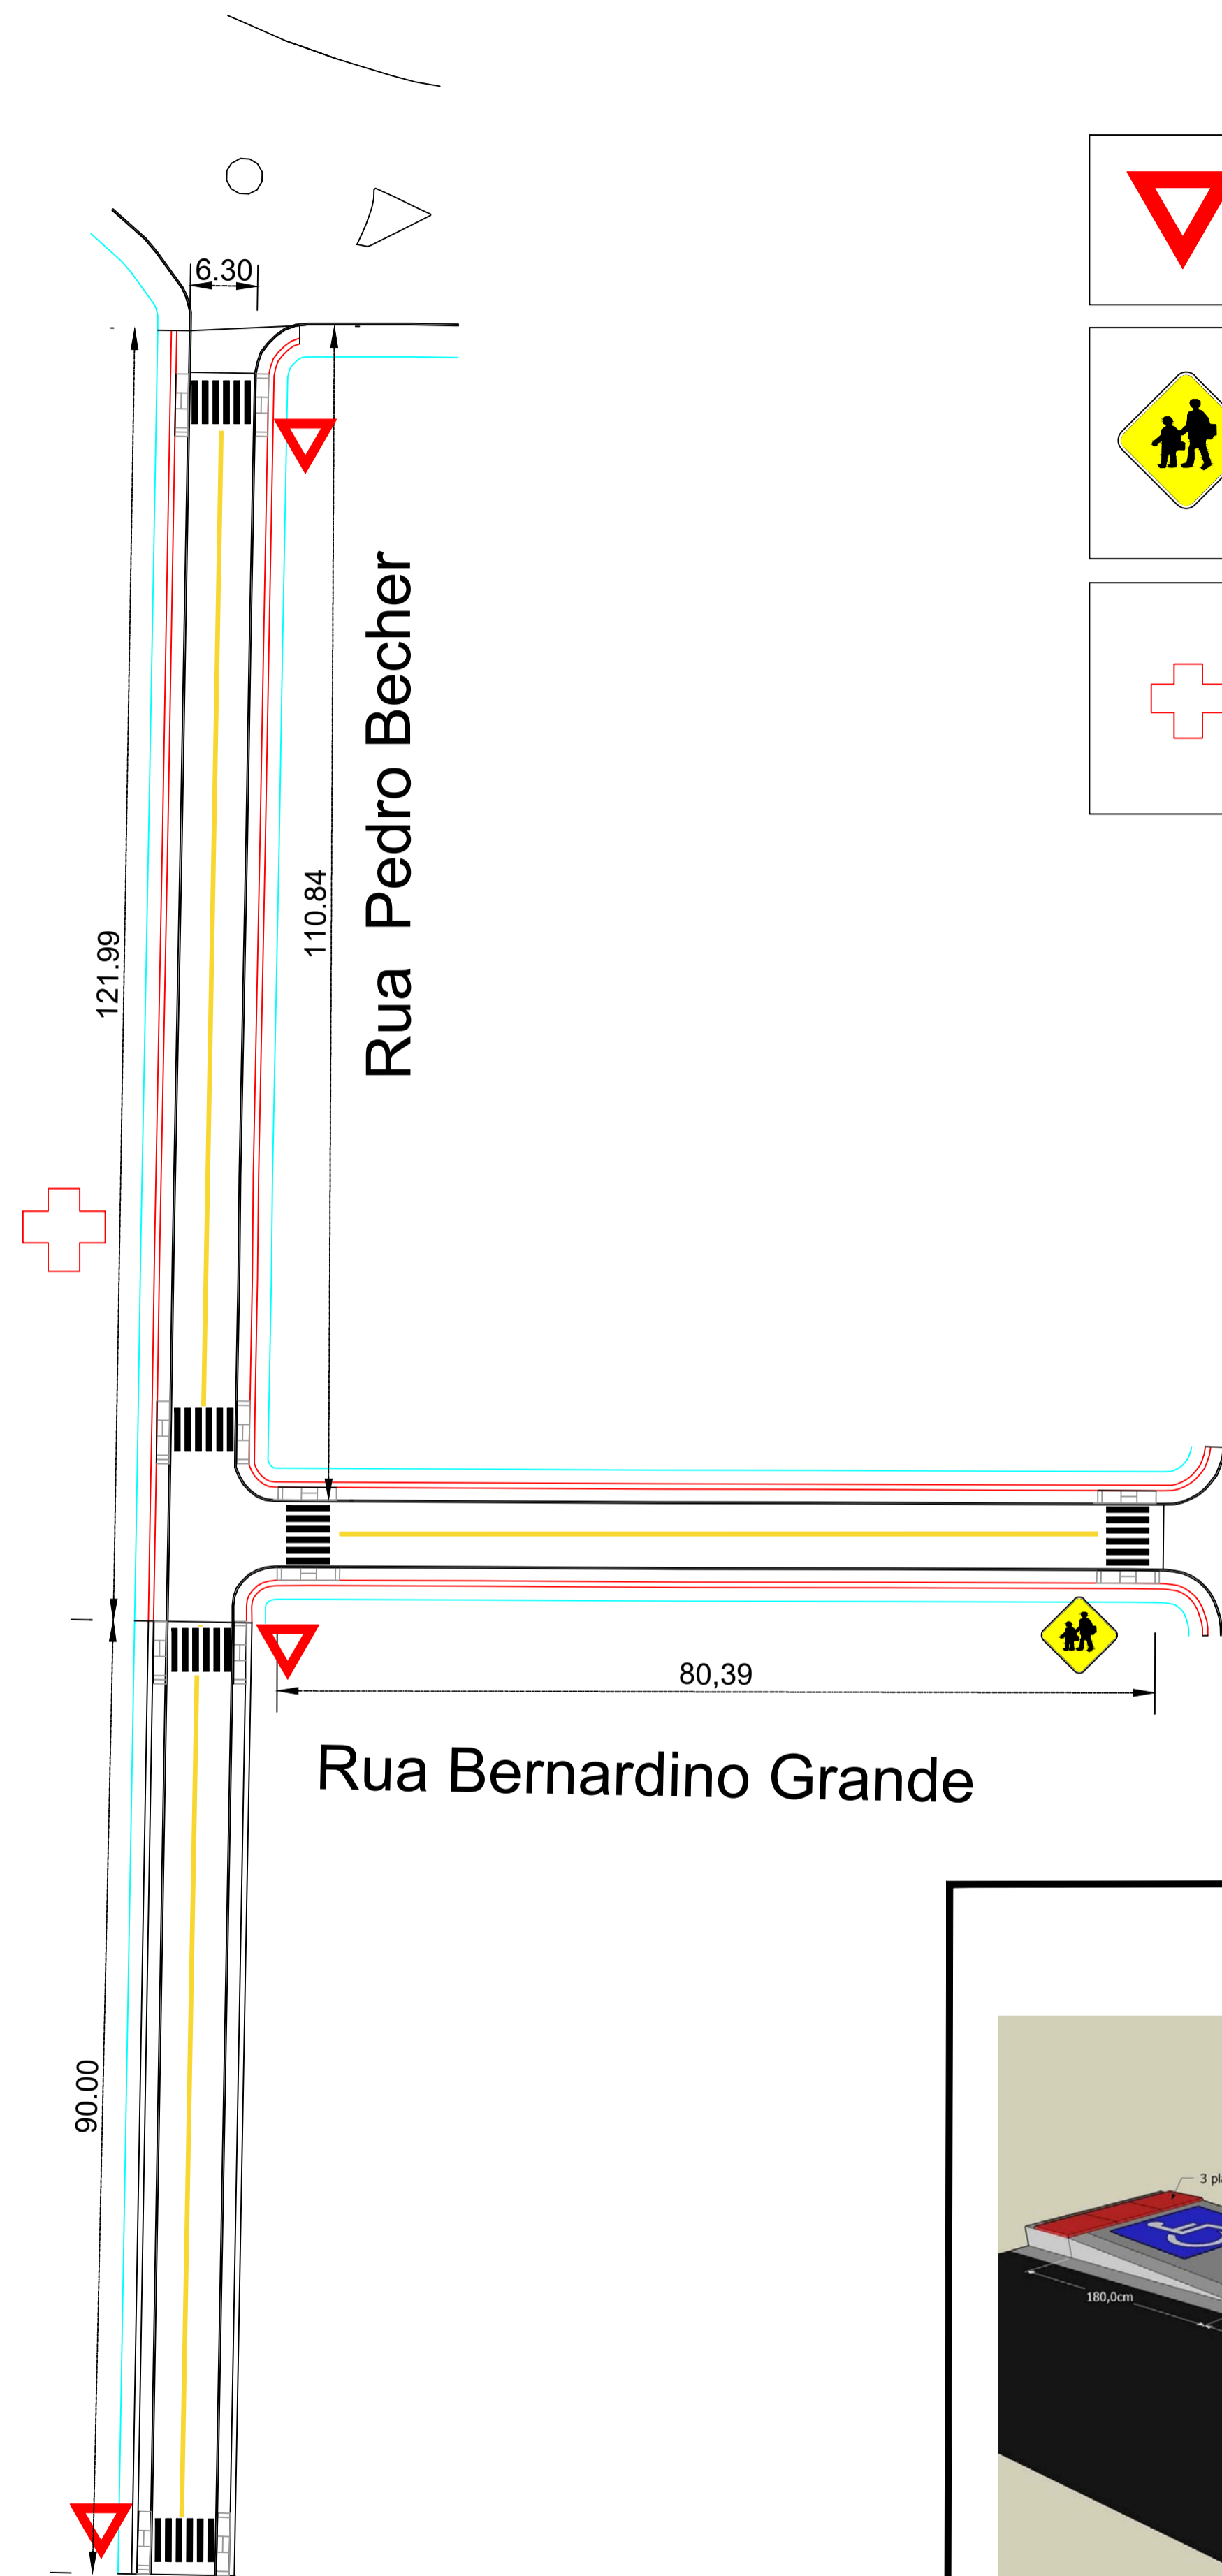 6.30
Rua Pedro Becher
110.84
121.99
80,39
Rua Bernardino Grande
90.00
180,0cm